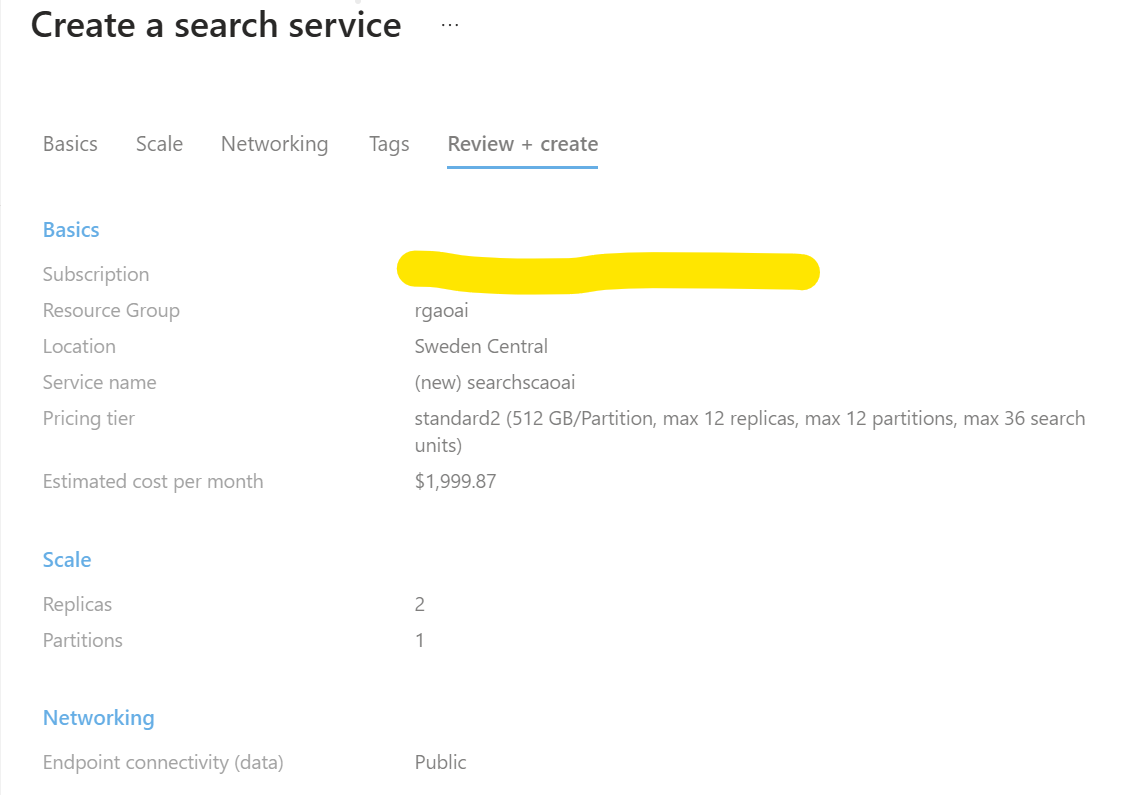 Create a search service ...
Basics Scale Networking Tags Review + create
Basics
Subscription
Resource Group rgaoai
Location Sweden Central
Service name (new) searchscaoai
Pricing tier standard2 (512 GB/Partition, max 12 replicas, max 12 partitions, max 36 search
units)
Estimated cost per month $1,999.87
Scale
Replicas 2
Partitions 1
Networking
Endpoint connectivity (data) Public